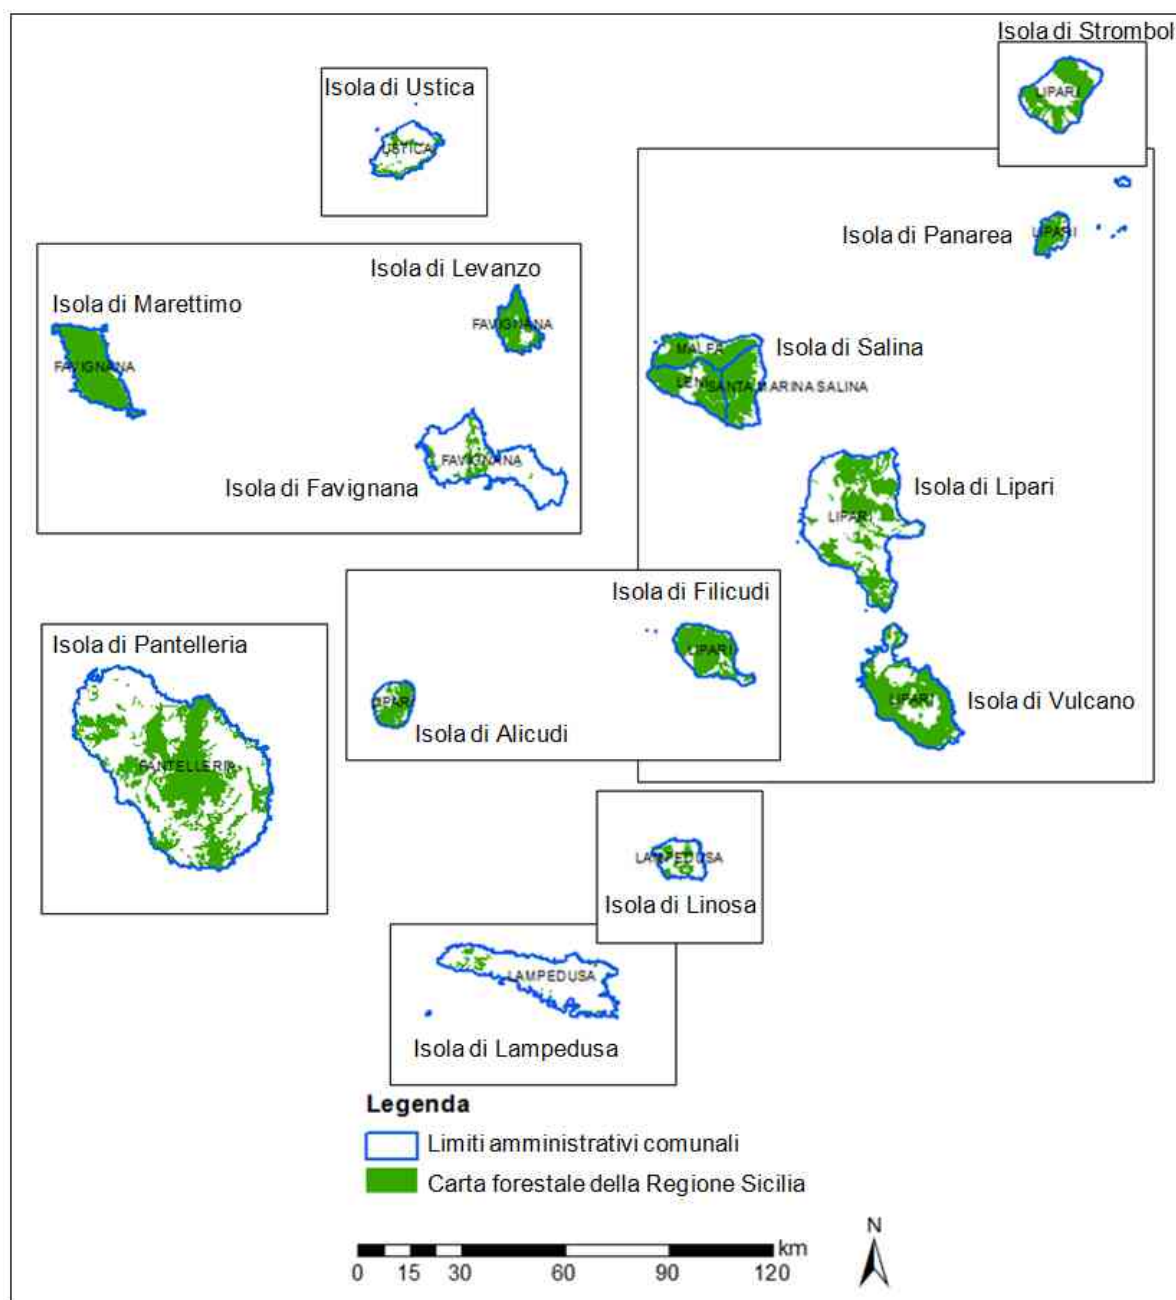 Isola di Strombol
LIPARI
Isola di Ustica
USTICA
Isola di Panarea
LIPARI
Isola di Levanzo
FAVIGNANA
Isola di Marettimo
FAVIGNANA
Isola di Salina
MALFA
LENI
SANTA MARINA SALINA
FAVIGNANA
Isola di Favignana
Isola di Lipari
LIPARI
Isola di Filicudi
LIPARI
LIPARI
Isola di Alicudi
LIPARI
Isola di Vulcano
Isola di Pantelleria
PANTELLERIA
LAMPEDUSA
Isola di Linosa
LAMPEDUSA
Isola di Lampedusa
Legenda
Limiti amministrativi comunali
Carta forestale della Regione Sicilia
km
0 15 30 60 90 120
N